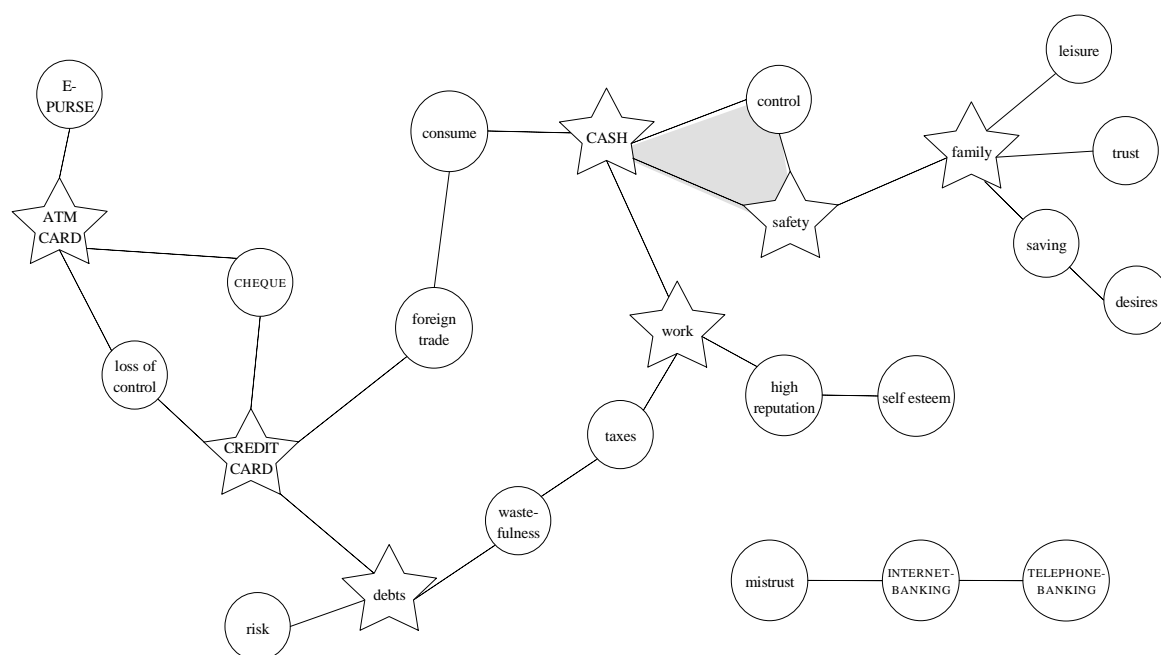 leisure
E-
PURSE
control
consume
CASH
family
trust
ATM
CARD
safety
saving
CHEQUE
desires
foreign
trade
work
loss of
control
high
reputation
self esteem
taxes
CREDIT
CARD
waste-
fulness
mistrust
INTERNET-
BANKING
TELEPHONE-
BANKING
debts
risk